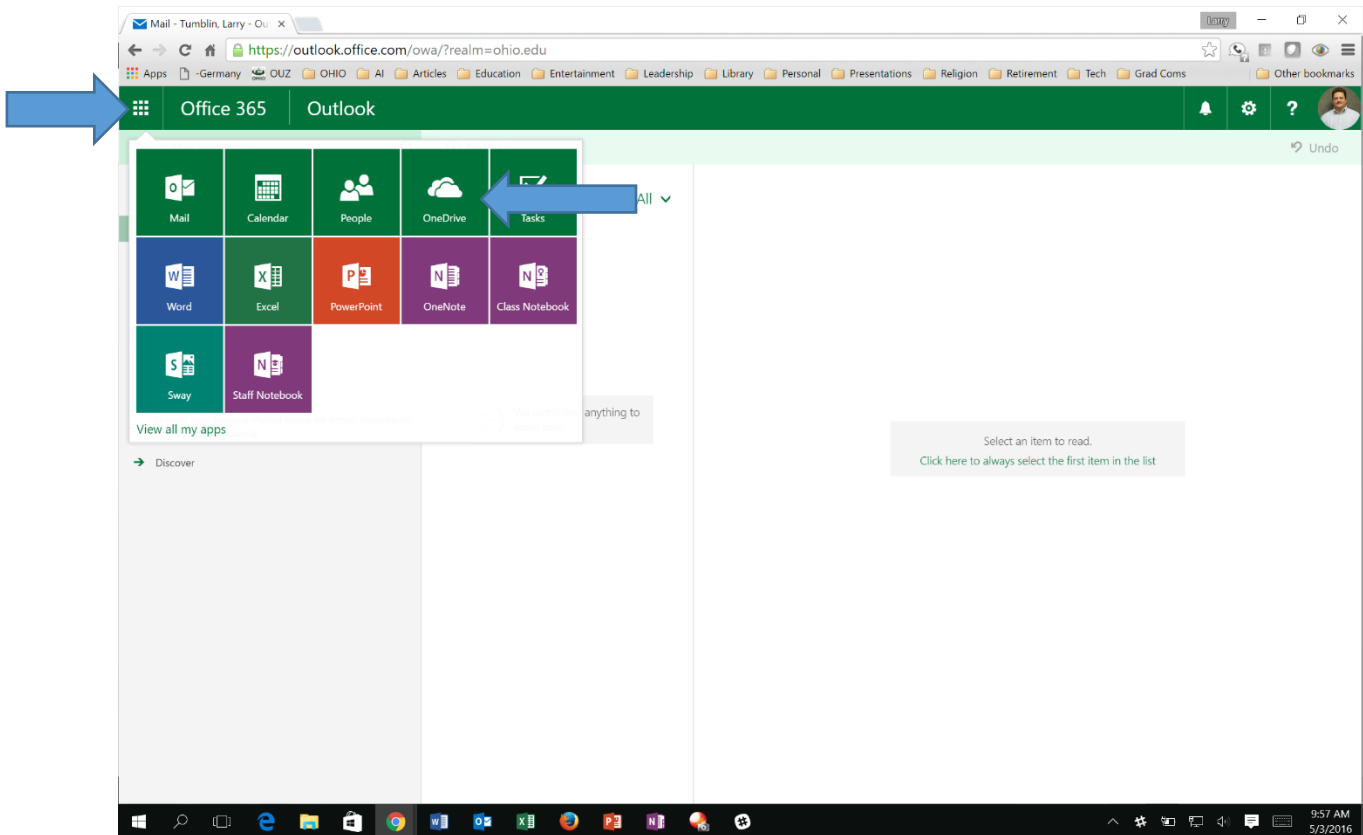 Mail - Tumblin, Larry - Ou
Larry
https://outlook.office.com/owa/?realm=ohio.edu
Apps -Germany OUZ OHIO AI Articles Education Entertainment Leadership Library Personal Presentations Religion Retirement Tech Grad Coms Other bookmarks
Office 365 Outlook ?
Undo
Mail Calendar People OneDrive Tasks
All
Word Excel PowerPoint OneNote Class Notebook
Sway Staff Notebook
anything to
View all my apps
Select an item to read.
Click here to always select the first item in the list
Discover
9:57 AM
5/3/2016